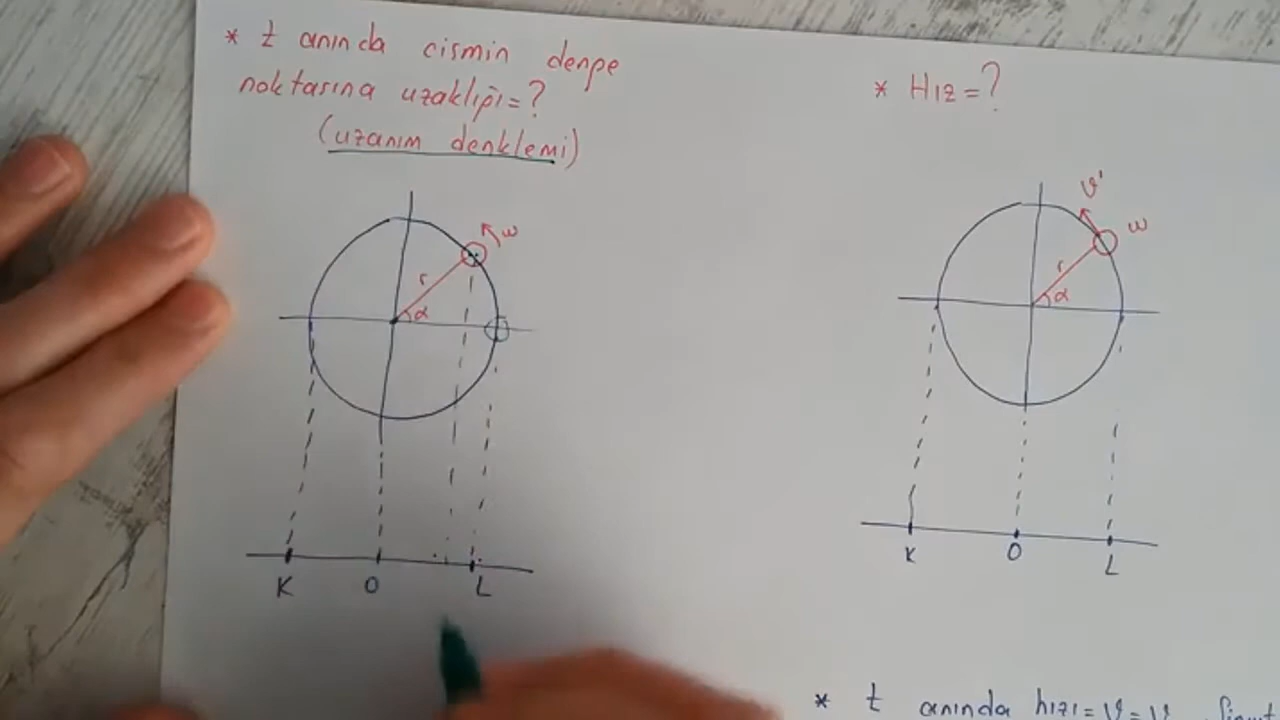 * t anında cismin denge
noktasına uzaklığı=?
(uzanım denklemi)
ω
r
α
K O L
* Hız=?
ϑ'
ω
r
α
K O L
* t anında hızı=ϑ=ϑ